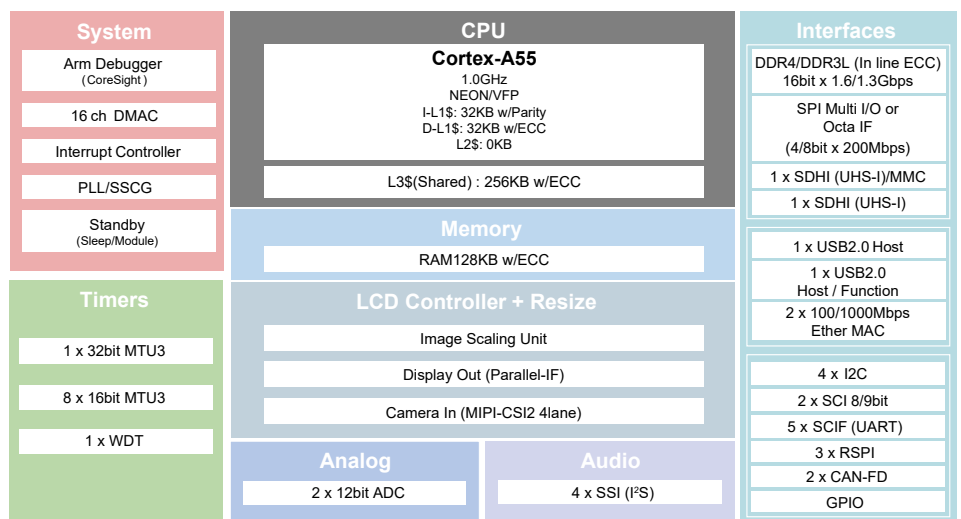 System
Arm Debugger
(CoreSight)
16 ch DMAC
Interrupt Controller
PLL/SSCG
Standby
(Sleep/Module)
Timers
1 x 32bit MTU3
8 x 16bit MTU3
1 x WDT
CPU
Cortex-A55
1.0GHz
NEON/VFP
I-L1$: 32KB w/Parity
D-L1$: 32KB w/ECC
L2$: 0KB
L3$(Shared) : 256KB w/ECC
Memory
RAM128KB w/ECC
LCD Controller + Resize
Image Scaling Unit
Display Out (Parallel-IF)
Camera In (MIPI-CSI2 4lane)
Analog
2 x 12bit ADC
Audio
4 x SSI (I²S)
Interfaces
DDR4/DDR3L (In line ECC)
16bit x 1.6/1.3Gbps
SPI Multi I/O or
Octa IF
(4/8bit x 200Mbps)
1 x SDHI (UHS-I)/MMC
1 x SDHI (UHS-I)
1 x USB2.0 Host
1 x USB2.0
Host / Function
2 x 100/1000Mbps
Ether MAC
4 x I2C
2 x SCI 8/9bit
5 x SCIF (UART)
3 x RSPI
2 x CAN-FD
GPIO